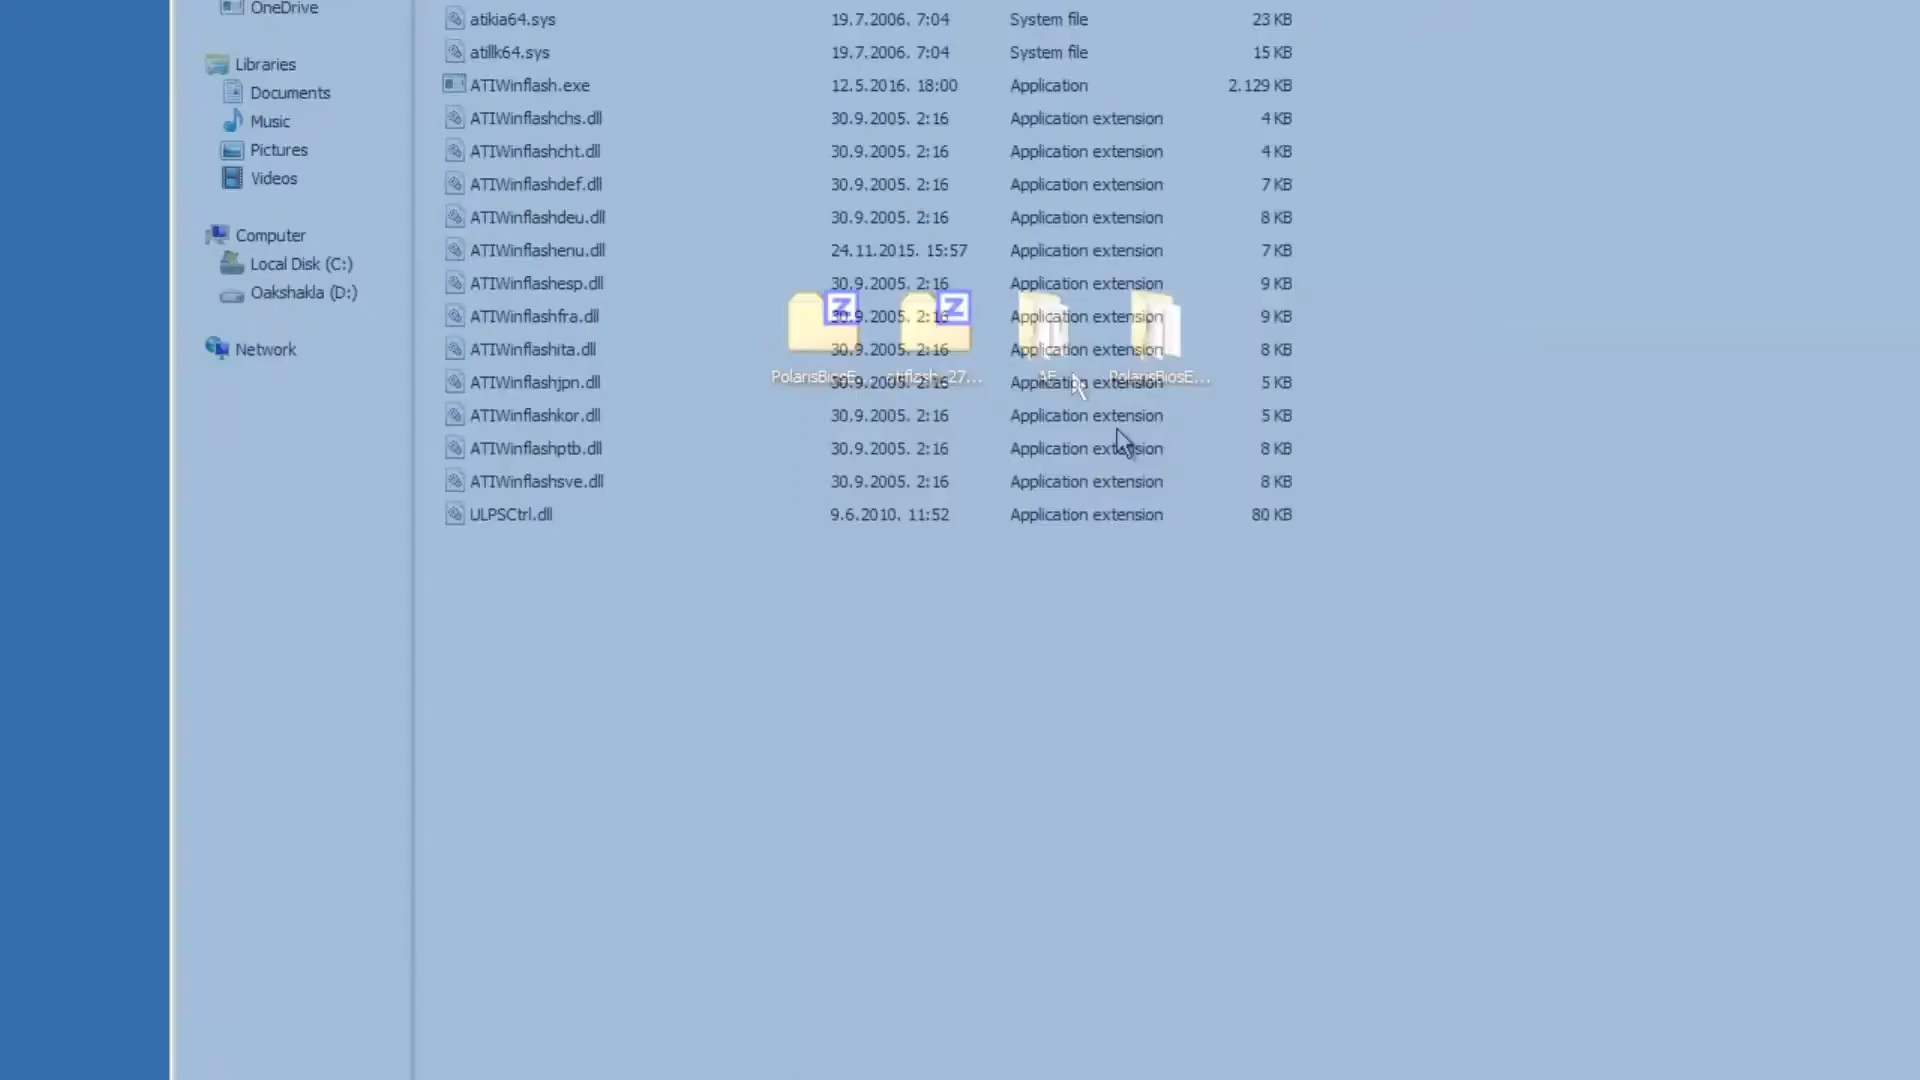 OneDrive
Libraries
Documents
Music
Pictures
Videos
Computer
Local Disk (C:)
Oakshakla (D:)
Network
atikia64.sys 19.7.2006. 7:04 System file 23 KB
atillk64.sys 19.7.2006. 7:04 System file 15 KB
ATIWinflash.exe 12.5.2016. 18:00 Application 2.129 KB
ATIWinflashchs.dll 30.9.2005. 2:16 Application extension 4 KB
ATIWinflashcht.dll 30.9.2005. 2:16 Application extension 4 KB
ATIWinflashdef.dll 30.9.2005. 2:16 Application extension 7 KB
ATIWinflashdeu.dll 30.9.2005. 2:16 Application extension 8 KB
ATIWinflashenu.dll 24.11.2015. 15:57 Application extension 7 KB
ATIWinflashesp.dll 30.9.2005. 2:16 Application extension 9 KB
ATIWinflashfra.dll 30.9.2005. 2:16 Application extension 9 KB
ATIWinflashita.dll 30.9.2005. 2:16 Application extension 8 KB
ATIWinflashjpn.dll 30.9.2005. 2:16 Application extension 5 KB
ATIWinflashkor.dll 30.9.2005. 2:16 Application extension 5 KB
ATIWinflashptb.dll 30.9.2005. 2:16 Application extension 8 KB
ATIWinflashsve.dll 30.9.2005. 2:16 Application extension 8 KB
ULPSCtrl.dll 9.6.2010. 11:52 Application extension 80 KB
Z
Z
PolarisBiosE...
atiflash_27...
AF
PolarisBiosE...